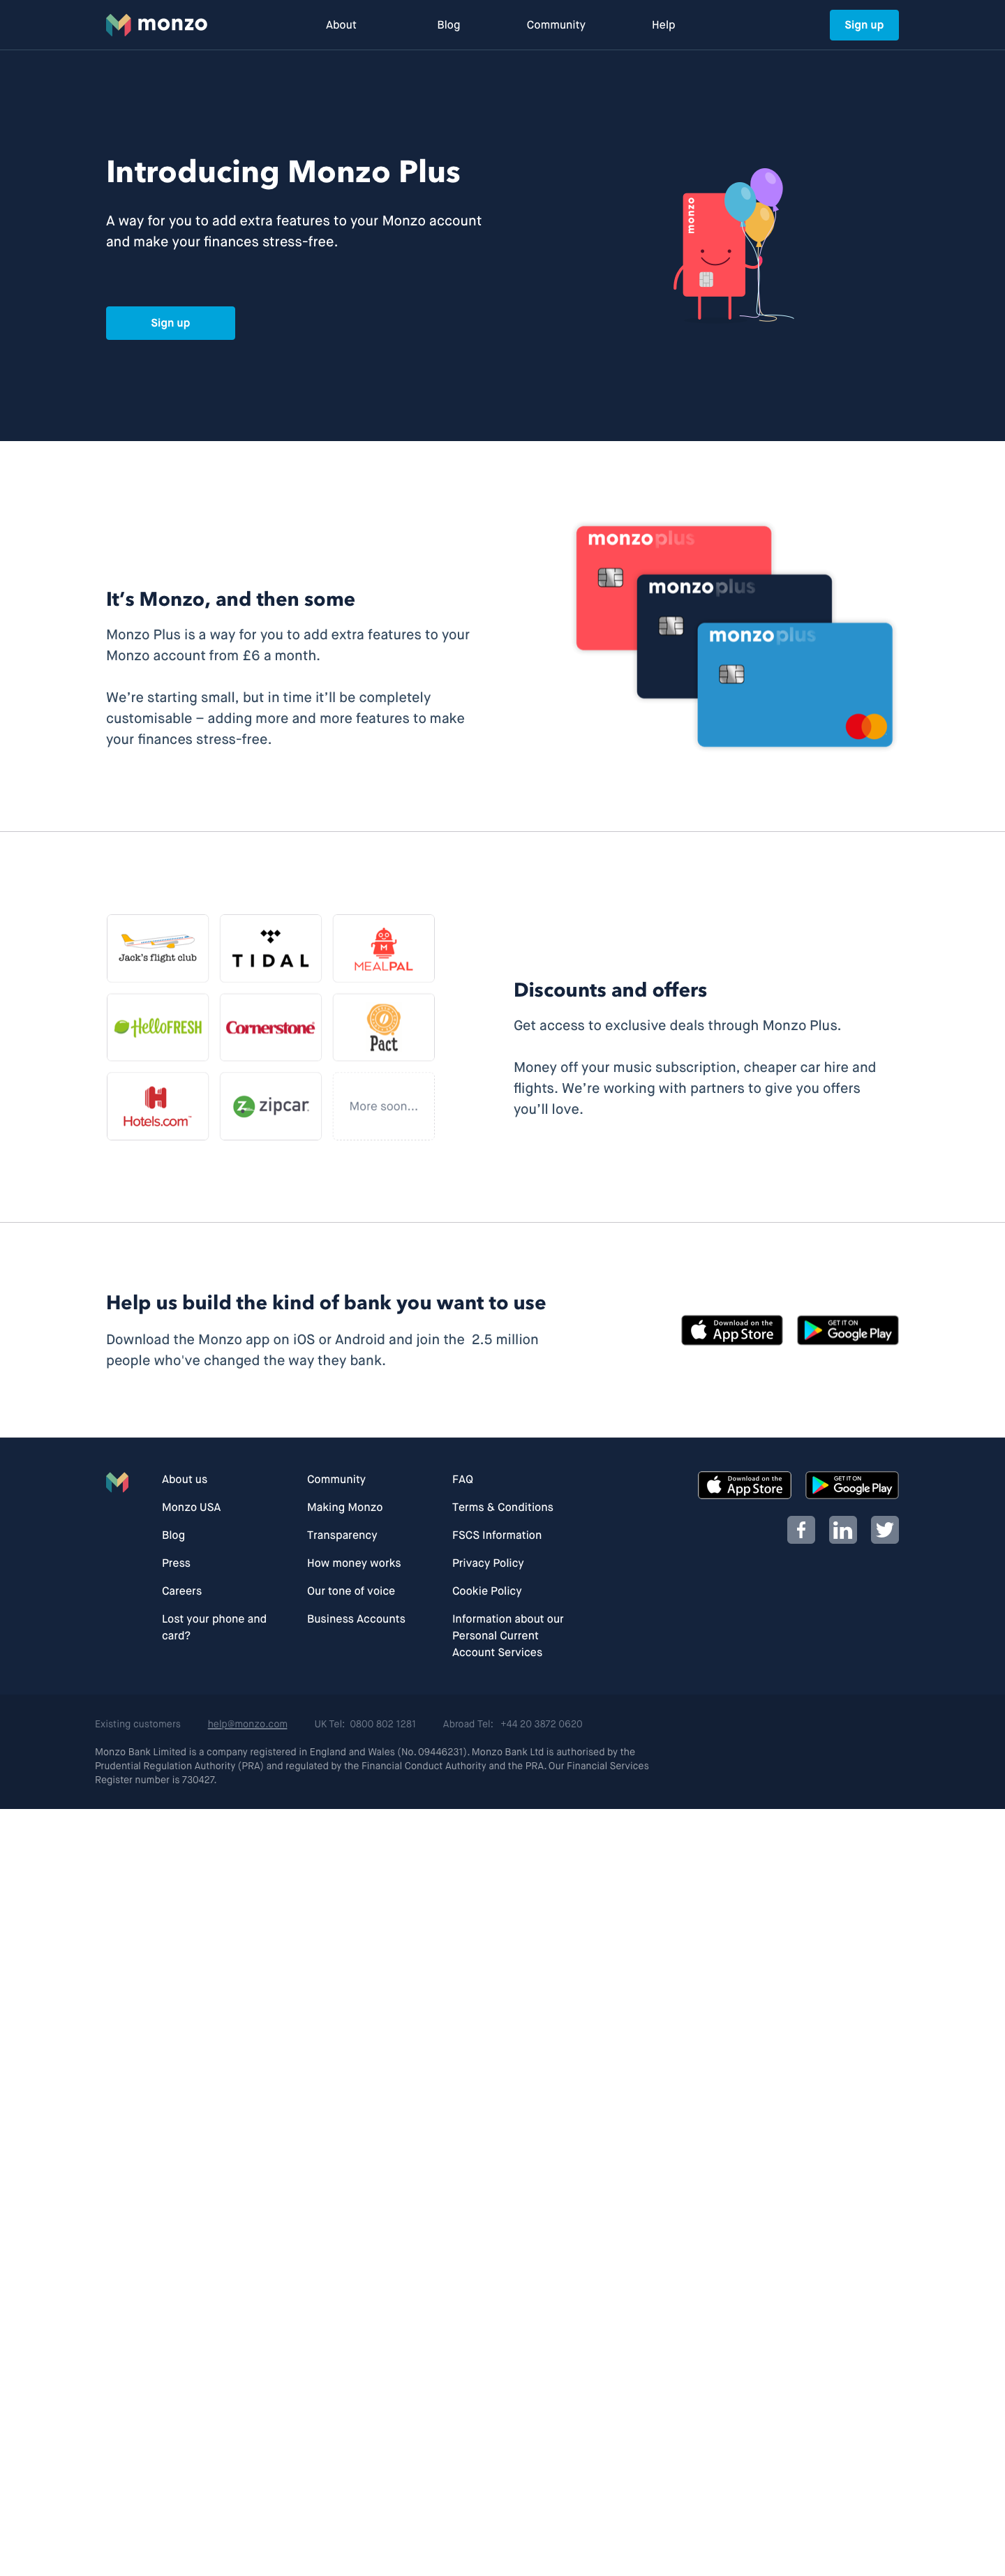 monzo
About
Blog
Community
Help
Sign up
Introducing Monzo Plus
A way for you to add extra features to your Monzo account
and make your finances stress-free.
Sign up
monzo
It’s Monzo, and then some
Monzo Plus is a way for you to add extra features to your
Monzo account from £6 a month.
We’re starting small, but in time it’ll be completely
customisable – adding more and more features to make
your finances stress-free.
monzoplus
monzoplus
monzoplus
Jack's flight club
TIDAL
M
MEALPAL
HelloFRESH
Cornerstone
Pact
Hotels.com™
zipcar.
More soon...
Discounts and offers
Get access to exclusive deals through Monzo Plus.
Money off your music subscription, cheaper car hire and
flights. We’re working with partners to give you offers
you’ll love.
Help us build the kind of bank you want to use
Download the Monzo app on iOS or Android and join the  2.5 million
people who've changed the way they bank.
Download on the
App Store
GET IT ON
Google Play
About us
Monzo USA
Blog
Press
Careers
Lost your phone and
card?
Community
Making Monzo
Transparency
How money works
Our tone of voice
Business Accounts
FAQ
Terms & Conditions
FSCS Information
Privacy Policy
Cookie Policy
Information about our
Personal Current
Account Services
Download on the
App Store
GET IT ON
Google Play
f
in
Existing customers
help@monzo.com
UK Tel:  0800 802 1281
Abroad Tel:  +44 20 3872 0620
Monzo Bank Limited is a company registered in England and Wales (No. 09446231). Monzo Bank Ltd is authorised by the
Prudential Regulation Authority (PRA) and regulated by the Financial Conduct Authority and the PRA. Our Financial Services
Register number is 730427.